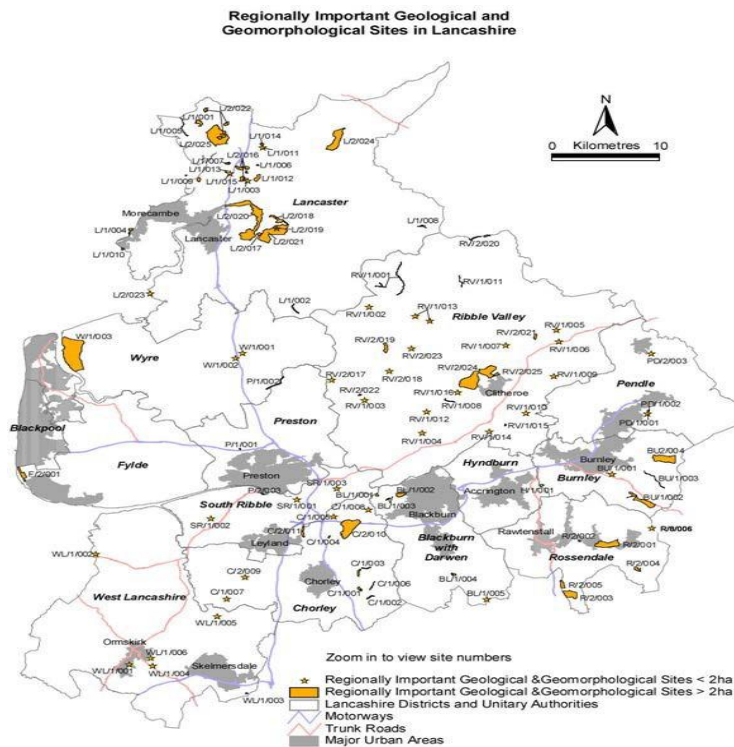 Regionally Important Geological and
Geomorphological Sites in Lancashire
N
0 Kilometres 10
L/1/001
L/2/022
L/1/005
L/2/025
L/1/014
L/2/016
L/1/011
L/2/024
L/1/007
L/1/006
L/1/013
L/1/015
L/1/012
L/1/003
Lancaster
Morecambe
L/2/020
L/2/018
L/1/004
L/2/019
Lancaster
L/2/021
L/2/017
L/1/010
L/1/008
RV/2/020
RV/1/001
RV/1/011
L/2/023
L/1/002
RV/1/002
RV/1/013
Ribble Valley
W/1/003
RV/2/019
RV/2/021
RV/1/005
RV/1/007
RV/1/006
W/1/001
Wyre
W/1/002
RV/2/023
PD/2/003
P/1/002
RV/2/017
RV/2/018
RV/2/024
RV/2/025
RV/1/009
Pendle
RV/2/022
RV/1/016
Clitheroe
RV/1/003
RV/1/008
PD/1/002
Preston
RV/1/012
RV/1/010
PD/1/001
Blackpool
RV/1/015
RV/1/004
RV/1/014
P/1/001
Fylde
Hyndburn
Burnley
BU/2/004
F/2/001
Preston
BU/1/001
BU/1/003
SR/1/003
Accrington
Burnley
P/2/003
BL/1/001
BL/1/002
H/1/001
BU/1/002
South Ribble
SR/1/001
C/1/008
BL/1/003
Blackburn
C/1/005
SR/1/002
C/2/011
C/2/010
Blackburn
with
Darwen
Rawtenstall
R/8/006
Leyland
C/1/004
R/2/002
R/2/001
WL/1/002
Rossendale
C/2/009
C/1/003
BL/1/004
R/2/004
Chorley
C/1/006
R/2/005
West Lancashire
C/1/007
C/1/001
C/1/002
BL/1/005
R/2/003
Chorley
WL/1/005
Ormskirk
WL/1/006
WL/1/001
WL/1/004
Skelmersdale
WL/1/003
Zoom in to view site numbers
Regionally Important Geological &Geomorphological Sites < 2ha
Regionally Important Geological &Geomorphological Sites > 2ha
Lancashire Districts and Unitary Authorities
Motorways
Trunk Roads
Major Urban Areas